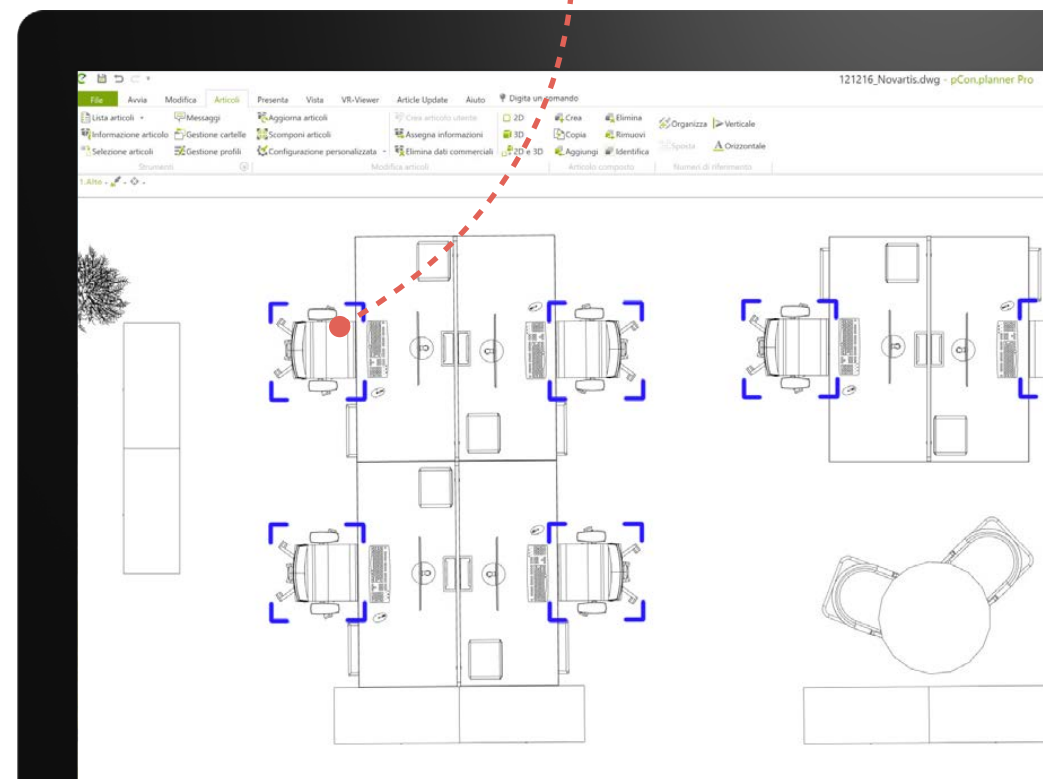 121216_Novartis.dwg - pCon.planner Pro
File Avvia Modifica Articoli Presenta Vista VR-Viewer Article Update Aiuto Digita un comando
Lista articoli Messaggi Aggiorna articoli Crea articolo utente 2D Crea Elimina Organizza Verticale
Informazione articolo Gestione cartelle Scomponi articoli Assegna informazioni 3D Copia Rimuovi Sposta Orizzontale
Selezione articoli Gestione profili Configurazione personalizzata Elimina dati commerciali 2D e 3D Aggiungi Identifica
Strumenti Modifica articoli Articolo composto Numeri di riferimento
1.Alto